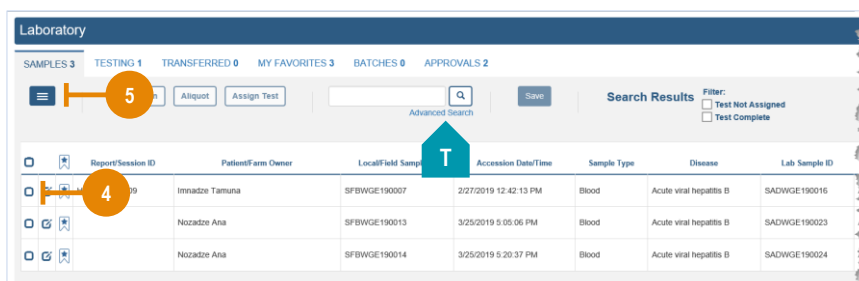 Laboratory
SAMPLES 3 TESTING 1 TRANSFERRED 0 MY FAVORITES 3 BATCHES 0 APPROVALS 2
5 Aliquot Assign Test Save Search Results Filter:
Test Not Assigned
Advanced Search Test Complete
T
Report/Session ID Patient/Farm Owner Local/Field Accession Date/Time Sample Type Disease Lab Sample ID
4 Imnadze Tamuna SFBWGE190007 2/27/2019 12:42:13 PM Blood Acute viral hepatitis B SADWGE190016
Nozadze Ana SFBWGE190013 3/25/2019 5:05:06 PM Blood Acute viral hepatitis B SADWGE190023
Nozadze Ana SFBWGE190014 3/25/2019 5:20:37 PM Blood Acute viral hepatitis B SADWGE190024